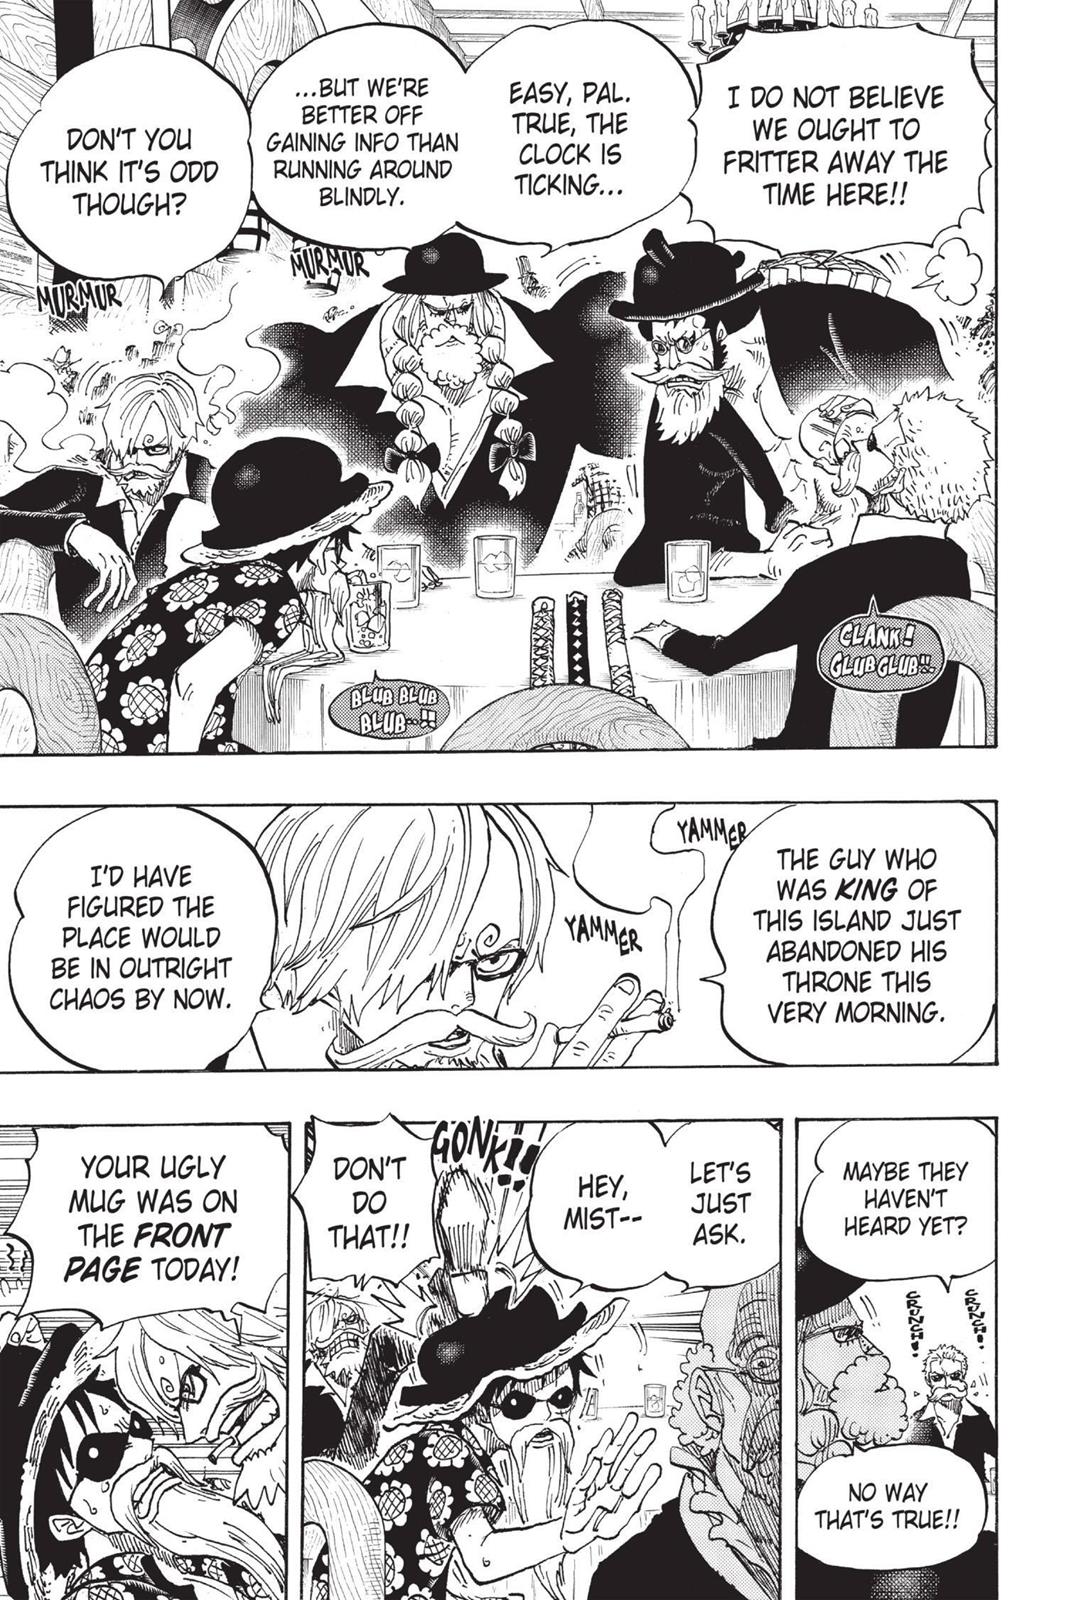 I DO NOT BELIEVE
WE OUGHT TO
FRITTER AWAY THE
TIME HERE!!
EASY, PAL.
TRUE, THE
CLOCK IS
TICKING...
...BUT WE'RE
BETTER OFF
GAINING INFO THAN
RUNNING AROUND
BLINDLY.
DON'T YOU
THINK IT'S ODD
THOUGH?
MURMUR
MURMUR
CLANK!
GLUB GLUB!!
BLUB BLUB
BLUB--!!
THE GUY WHO
WAS KING OF
THIS ISLAND JUST
ABANDONED HIS
THRONE THIS
VERY MORNING.
YAMMER
YAMMER
I'D HAVE
FIGURED THE
PLACE WOULD
BE IN OUTRIGHT
CHAOS BY NOW.
MAYBE THEY
HAVEN'T
HEARD YET?
CRUNCH!
CRUNCH!
NO WAY
THAT'S TRUE!!
LET'S
JUST
ASK.
HEY,
MIST--
GONK!!
DON'T
DO
THAT!!
YOUR UGLY
MUG WAS ON
THE FRONT
PAGE TODAY!